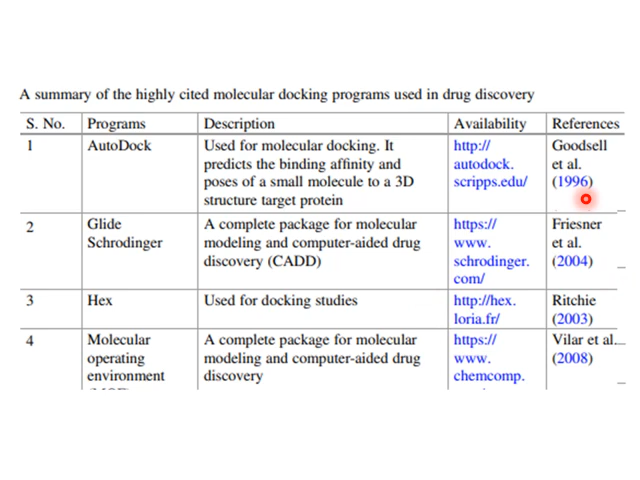 A summary of the highly cited molecular docking programs used in drug discovery
S. No. Programs Description Availability References
1 AutoDock Used for molecular docking. It http:// Goodsell
predicts the binding affinity and autodock. et al.
poses of a small molecule to a 3D scripps.edu/ (1996)
structure target protein
2 Glide A complete package for molecular https:// Friesner
Schrodinger modeling and computer-aided drug www. et al.
discovery (CADD) schrodinger. (2004)
com/
3 Hex Used for docking studies http://hex. Ritchie
loria.fr/ (2003)
4 Molecular A complete package for molecular https:// Vilar et al.
operating modeling and computer-aided drug www. (2008)
environment discovery chemcomp.